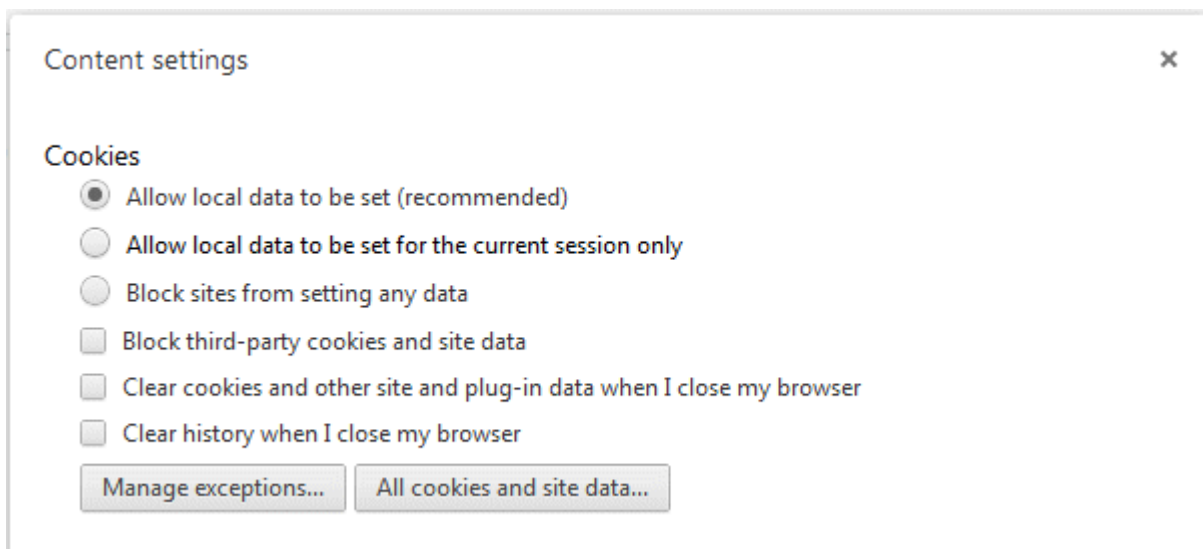 Content settings
Cookies
Allow local data to be set (recommended)
Allow local data to be set for the current session only
Block sites from setting any data
Block third-party cookies and site data
Clear cookies and other site and plug-in data when I close my browser
Clear history when I close my browser
Manage exceptions... All cookies and site data...